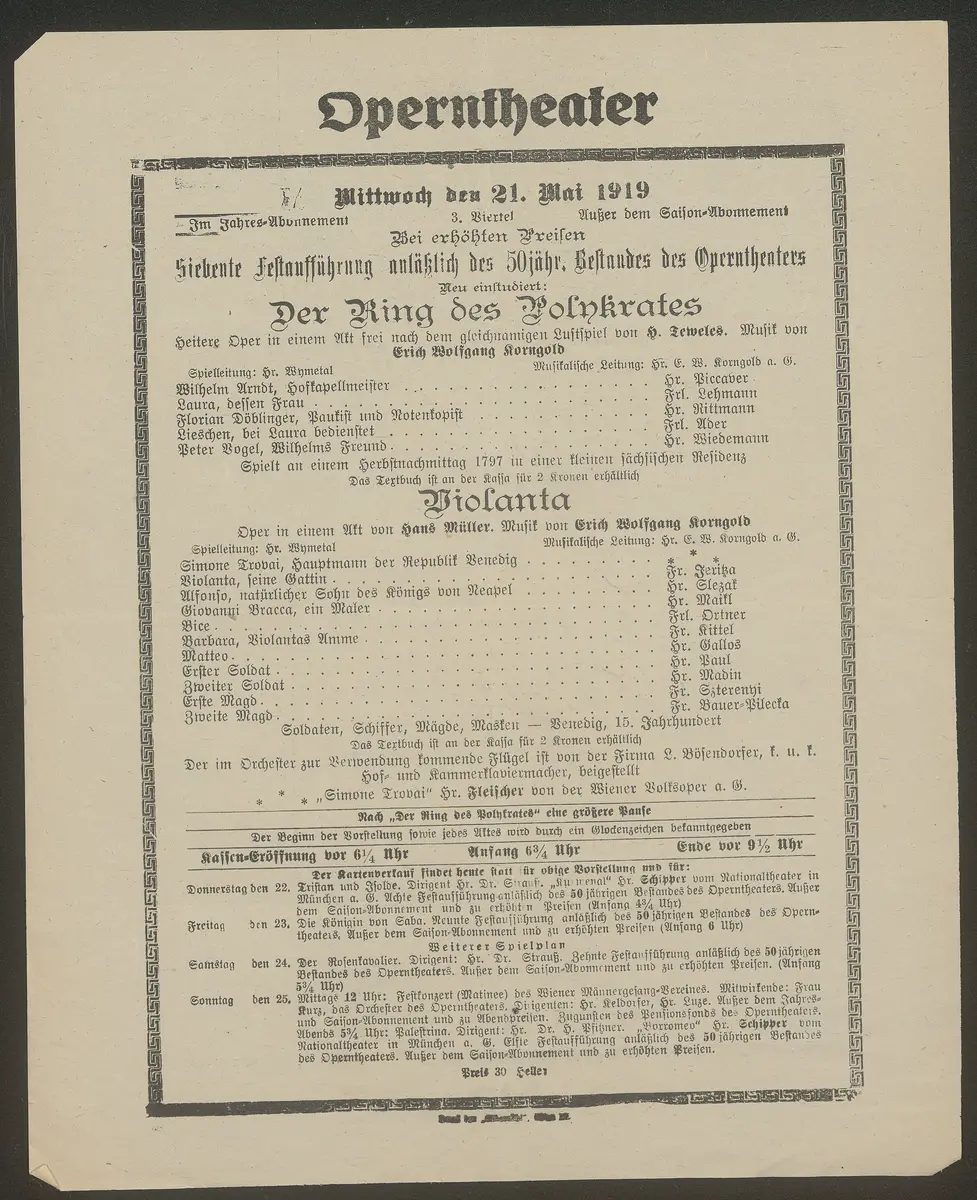 Operntheater
Mittwoch den 21. Mai 1919
Im Jahres-Abonnement 3. Viertel Außer dem Saison-Abonnement
Bei erhöhten Preisen
Siebente Festaufführung anläßlich des 50jähr. Bestandes des Operntheaters
Neu einstudiert:
Der Ring des Polykrates
Heitere Oper in einem Akt frei nach dem gleichnamigen Lustspiel von H. Teweles. Musik von
Erich Wolfgang Korngold
Spielleitung: Hr. Wymetal Musikalische Leitung: Hr. E. W. Korngold a. G.
Wilhelm Arndt, Hofkapellmeister . . . Hr. Piccaver
Laura, dessen Frau . . . Frl. Lehmann
Florian Döblinger, Paukist und Notenkopist . . . Hr. Rittmann
Lieschen, bei Laura bedienstet . . . Frl. Ader
Peter Vogel, Wilhelms Freund . . . Hr. Wiedemann
Spielt an einem Herbstnachmittag 1797 in einer kleinen sächsischen Residenz
Das Textbuch ist an der Kassa für 2 Kronen erhältlich
Violanta
Oper in einem Akt von Hans Müller. Musik von Erich Wolfgang Korngold
Spielleitung: Hr. Wymetal Musikalische Leitung: Hr. E. W. Korngold a. G.
Simone Trovai, Hauptmann der Republik Venedig . . . * * *
Violanta, seine Gattin . . . Fr. Jeritza
Alfonso, natürlicher Sohn des Königs von Neapel . . . Hr. Slezak
Giovanni Bracca, ein Maler . . . Hr. Maikl
Bice . . . Frl. Ortner
Barbara, Violantas Amme . . . Fr. Kittel
Matteo . . . Hr. Gallos
Erster Soldat . . . Hr. Paul
Zweiter Soldat . . . Hr. Madin
Erste Magd . . . Fr. Szterenyi
Zweite Magd . . . Fr. Bauer-Pilecka
Soldaten, Schiffer, Mägde, Masken — Venedig, 15. Jahrhundert
Das Textbuch ist an der Kassa für 2 Kronen erhältlich
Der im Orchester zur Verwendung kommende Flügel ist von der Firma L. Bösendorfer, k. u. k.
Hof- und Kammerklaviermacher, beigestellt
* * * „Simone Trovai" Hr. Fleischer von der Wiener Volksoper a. G.
Nach „Der Ring des Polykrates" eine größere Pause
Der Beginn der Vorstellung sowie jedes Aktes wird durch ein Glockenzeichen bekanntgegeben
Kassen-Eröffnung vor 6¼ Uhr Anfang 6¾ Uhr Ende vor 9½ Uhr
Der Kartenverkauf findet heute statt für obige Vorstellung und für:
Donnerstag den 22. Tristan und Isolde. Dirigent Hr. Dr. Strauß. „Kurwenal" Hr. Schipper vom Nationaltheater in
München a. G. Achte Festaufführung anläßlich des 50 jährigen Bestandes des Operntheaters. Außer
dem Saison-Abonnement und zu erhöhten Preisen (Anfang 4¾ Uhr)
Freitag den 23. Die Königin von Saba. Neunte Festaufführung anläßlich des 50 jährigen Bestandes des Opern-
theaters. Außer dem Saison-Abonnement und zu erhöhten Preisen (Anfang 6 Uhr)
Weiterer Spielplan
Samstag den 24. Der Rosenkavalier. Dirigent: Hr. Dr. Strauß. Zehnte Festaufführung anläßlich des 50 jährigen
Bestandes des Operntheaters. Außer dem Saison-Abonnement und zu erhöhten Preisen. (Anfang
5¾ Uhr)
Sonntag den 25. Mittags 12 Uhr: Festkonzert (Matinee) des Wiener Männergesang-Vereines. Mitwirkende: Frau
Kurz, das Orchester des Operntheaters. Dirigenten: Hr. Keldorfer, Hr. Luze. Außer dem Jahres-
und Saison-Abonnement und zu Abendpreisen. Zugunsten des Pensionsfonds des Operntheaters.
Abends 5¾ Uhr: Palestrina. Dirigent: Hr. Dr. H. Pfitzner. „Borromeo" Hr. Schipper vom
Nationaltheater in München a. G. Elfte Festaufführung anläßlich des 50 jährigen Bestandes
des Operntheaters. Außer dem Saison-Abonnement und zu erhöhten Preisen.
Preis 30 Heller